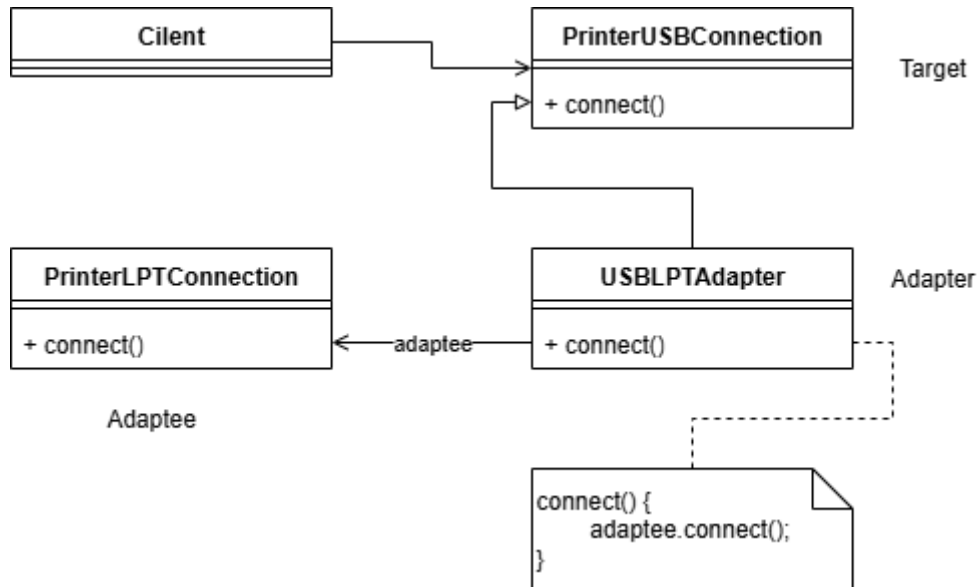 Cilent
PrinterUSBConnection
Target
+ connect()
PrinterLPTConnection
USBLPTAdapter
Adapter
+ connect()
adaptee
+ connect()
Adaptee
connect() {
adaptee.connect();
}